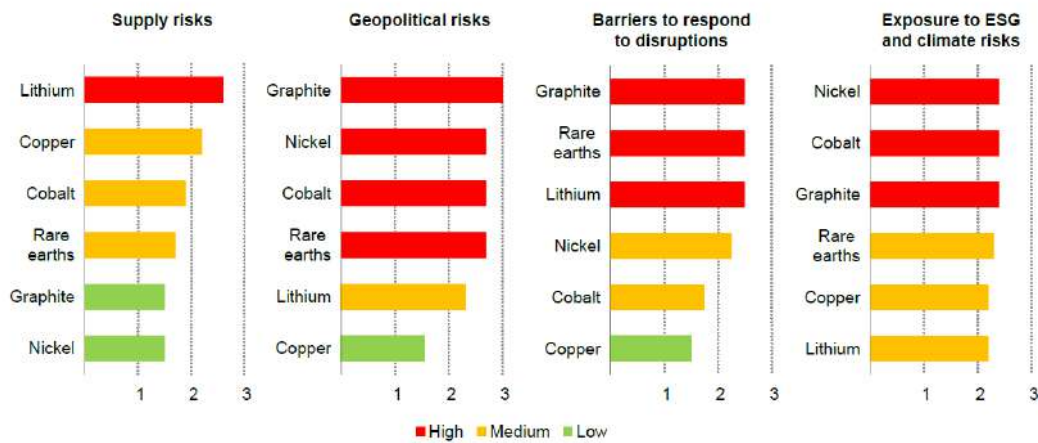 Supply risks
Lithium
Copper
Cobalt
Rare
earths
Graphite
Nickel
1 2 3
Geopolitical risks
Graphite
Nickel
Cobalt
Rare
earths
Lithium
Copper
1 2 3
Barriers to respond
to disruptions
Graphite
Rare
earths
Lithium
Nickel
Cobalt
Copper
1 2 3
Exposure to ESG
and climate risks
Nickel
Cobalt
Graphite
Rare
earths
Copper
Lithium
1 2 3
High Medium Low